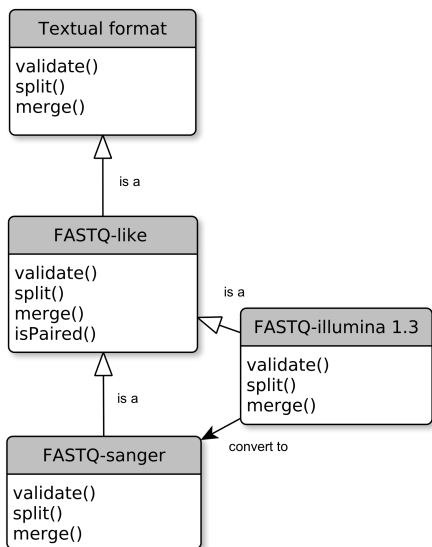 Textual format
validate()
split()
merge()
is a
FASTQ-like
validate()
split()
merge()
isPaired()
is a
FASTQ-illumina 1.3
validate()
split()
merge()
is a
convert to
FASTQ-sanger
validate()
split()
merge()